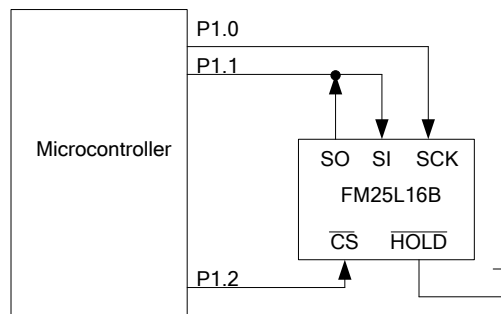 P1.0
P1.1
Microcontroller
SO SI SCK
FM25L16B
CS HOLD
P1.2